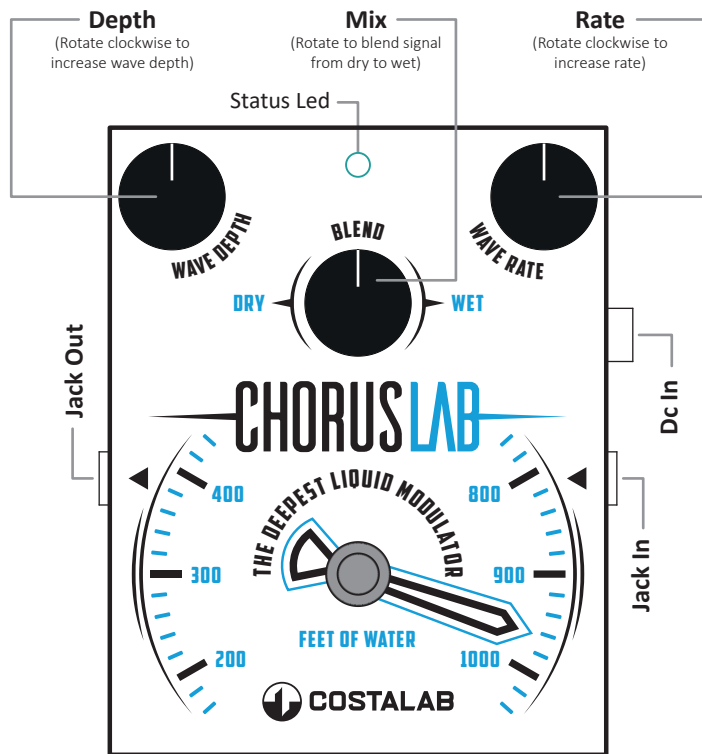 Depth
(Rotate clockwise to
increase wave depth)
Mix
(Rotate to blend signal
from dry to wet)
Rate
(Rotate clockwise to
increase rate)
Status Led
WAVE DEPTH
BLEND
WAVE RATE
DRY
WET
Jack Out
Dc In
CHORUSLAB
THE DEEPEST LIQUID MODULATOR
400
800
300
900
Jack In
FEET OF WATER
200
1000
COSTALAB